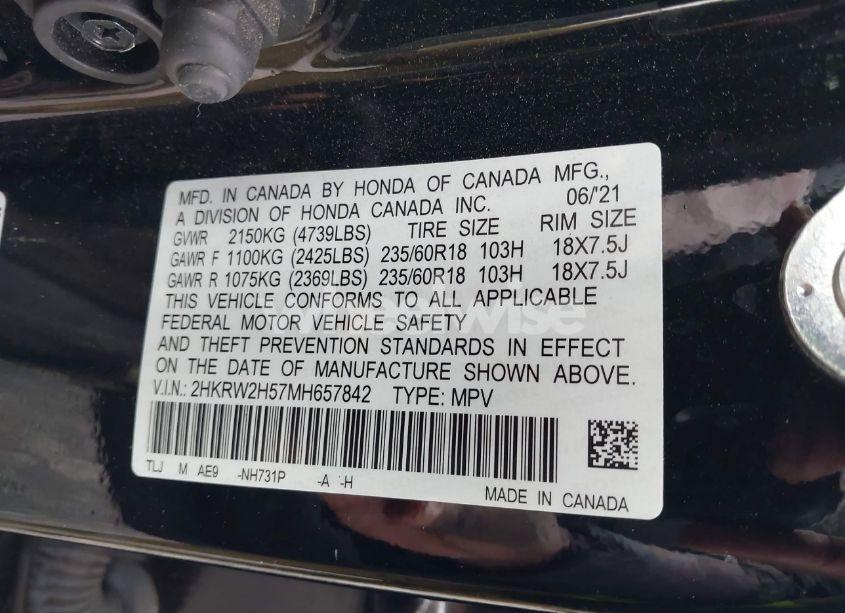 MFD. IN CANADA BY HONDA OF CANADA MFG.,
A DIVISION OF HONDA CANADA INC. 06/'21
GVWR 2150KG (4739LBS) TIRE SIZE RIM SIZE
GAWR F 1100KG (2425LBS) 235/60R18 103H 18X7.5J
GAWR R 1075KG (2369LBS) 235/60R18 103H 18X7.5J
THIS VEHICLE CONFORMS TO ALL APPLICABLE
FEDERAL MOTOR VEHICLE SAFETY
AND THEFT PREVENTION STANDARDS IN EFFECT
ON THE DATE OF MANUFACTURE SHOWN ABOVE.
V.I.N.: 2HKRW2H57MH657842 TYPE: MPV
TLJ M AE9 -NH731P -A -H
MADE IN CANADA